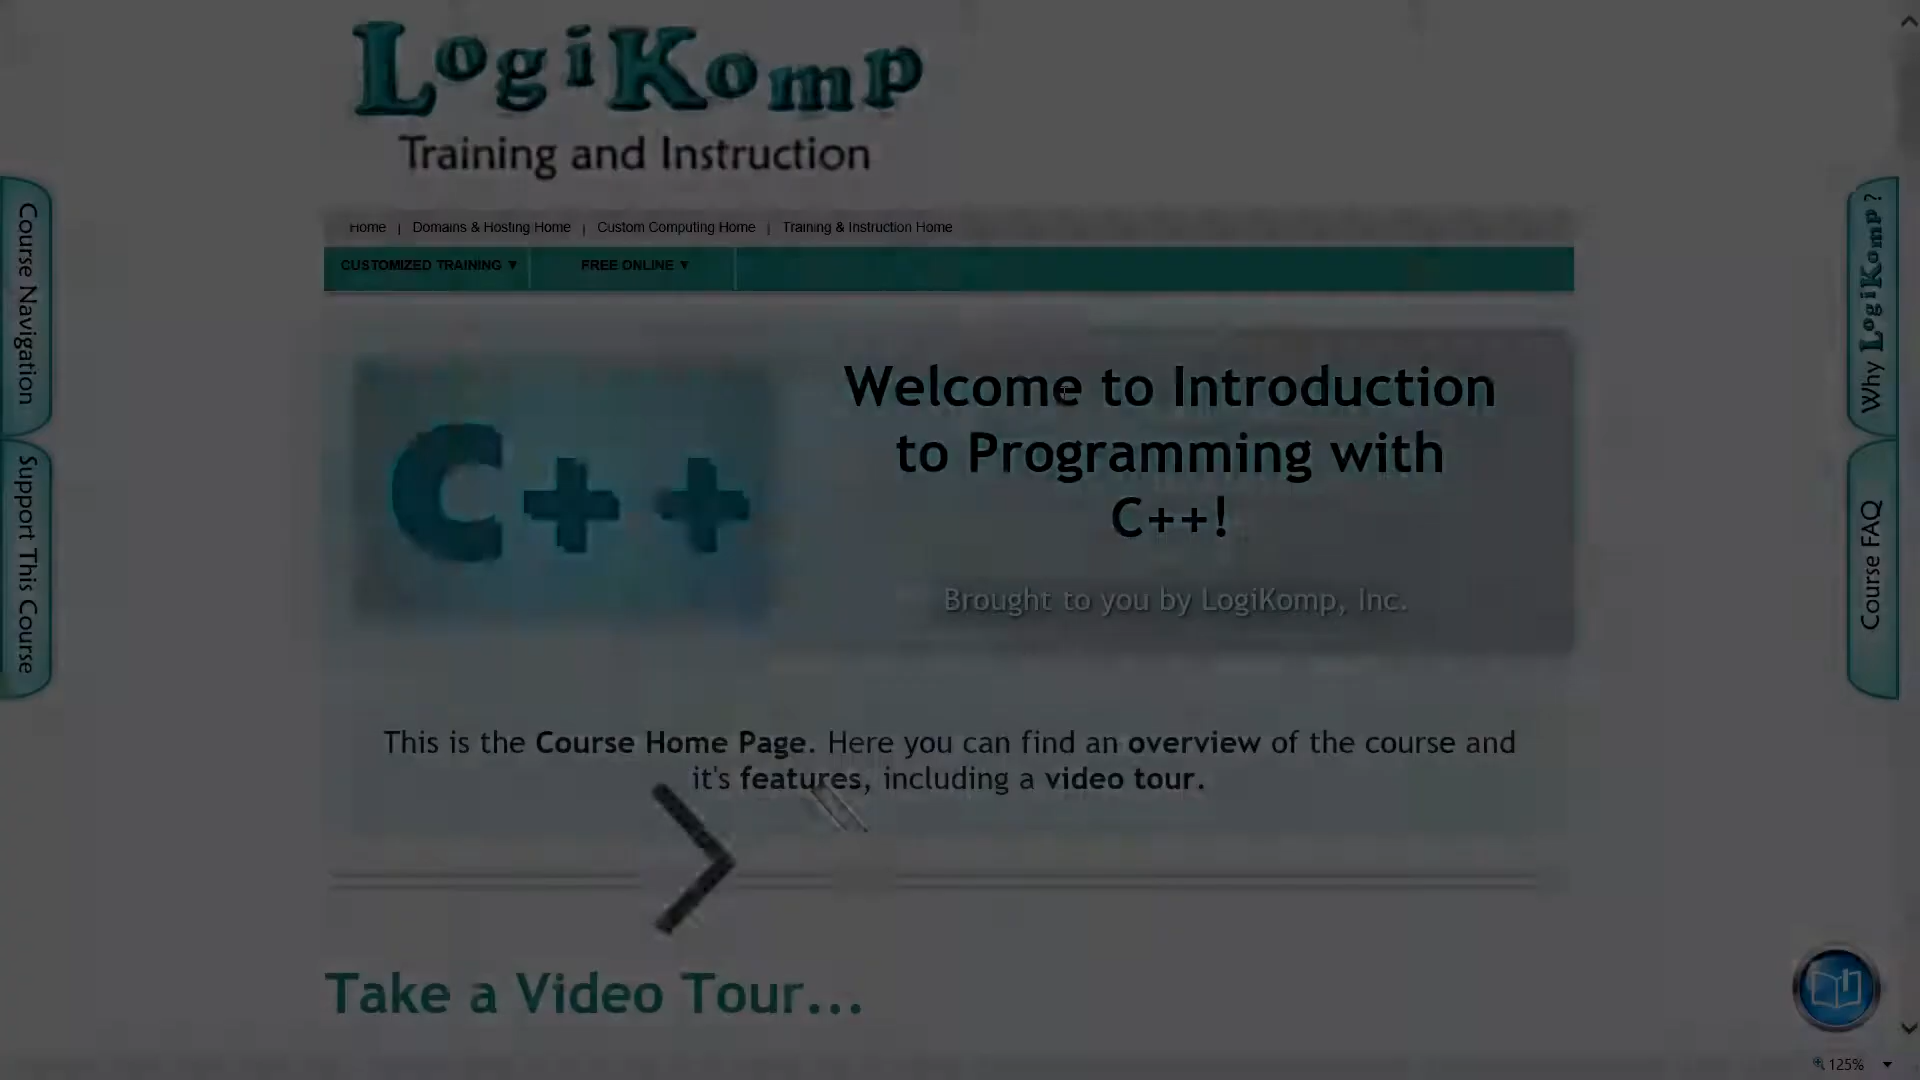 LogiKomp
Training and Instruction
Home | Domains & Hosting Home | Custom Computing Home | Training & Instruction Home
CUSTOMIZED TRAINING ▼ FREE ONLINE ▼
Course Navigation
Support This Course
Why LogiKomp ?
Course FAQ
C++
Welcome to Introduction
to Programming with
C++!
Brought to you by LogiKomp, Inc.
This is the Course Home Page. Here you can find an overview of the course and
it's features, including a video tour.
Take a Video Tour...
125%